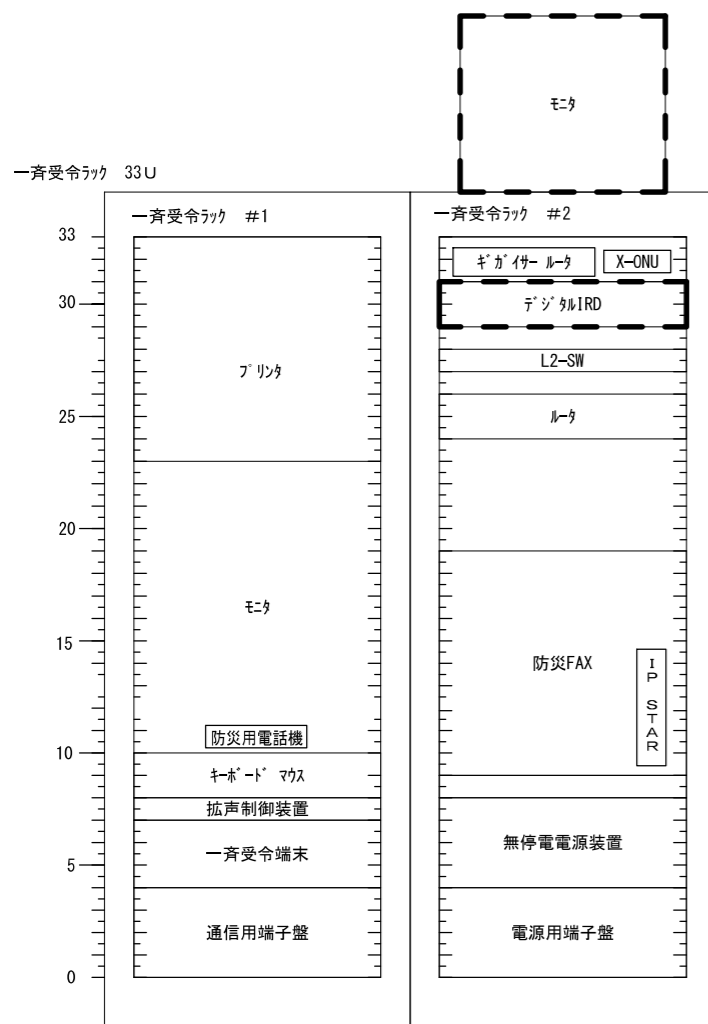 モニタ
一斉受令ラック 33U
一斉受令ラック #1
一斉受令ラック #2
33
30
25
20
15
10
5
0
プリンタ
モニタ
防災用電話機
キーボード マウス
拡声制御装置
一斉受令端末
通信用端子盤
ギガイサー ルータ
X-ONU
デジタルIRD
L2-SW
ルータ
防災FAX
IP STAR
無停電電源装置
電源用端子盤